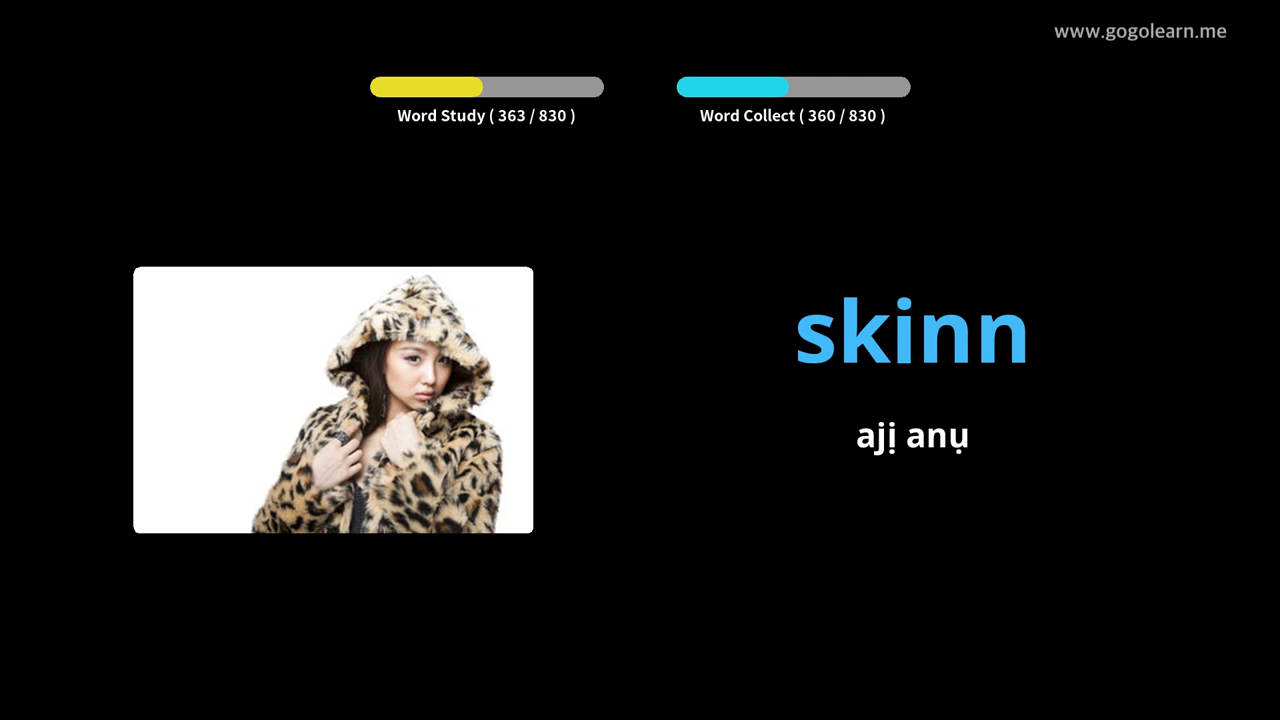 www.gogolearn.me
Word Study ( 363 / 830 )
Word Collect ( 360 / 830 )
skinn
ajị anụ